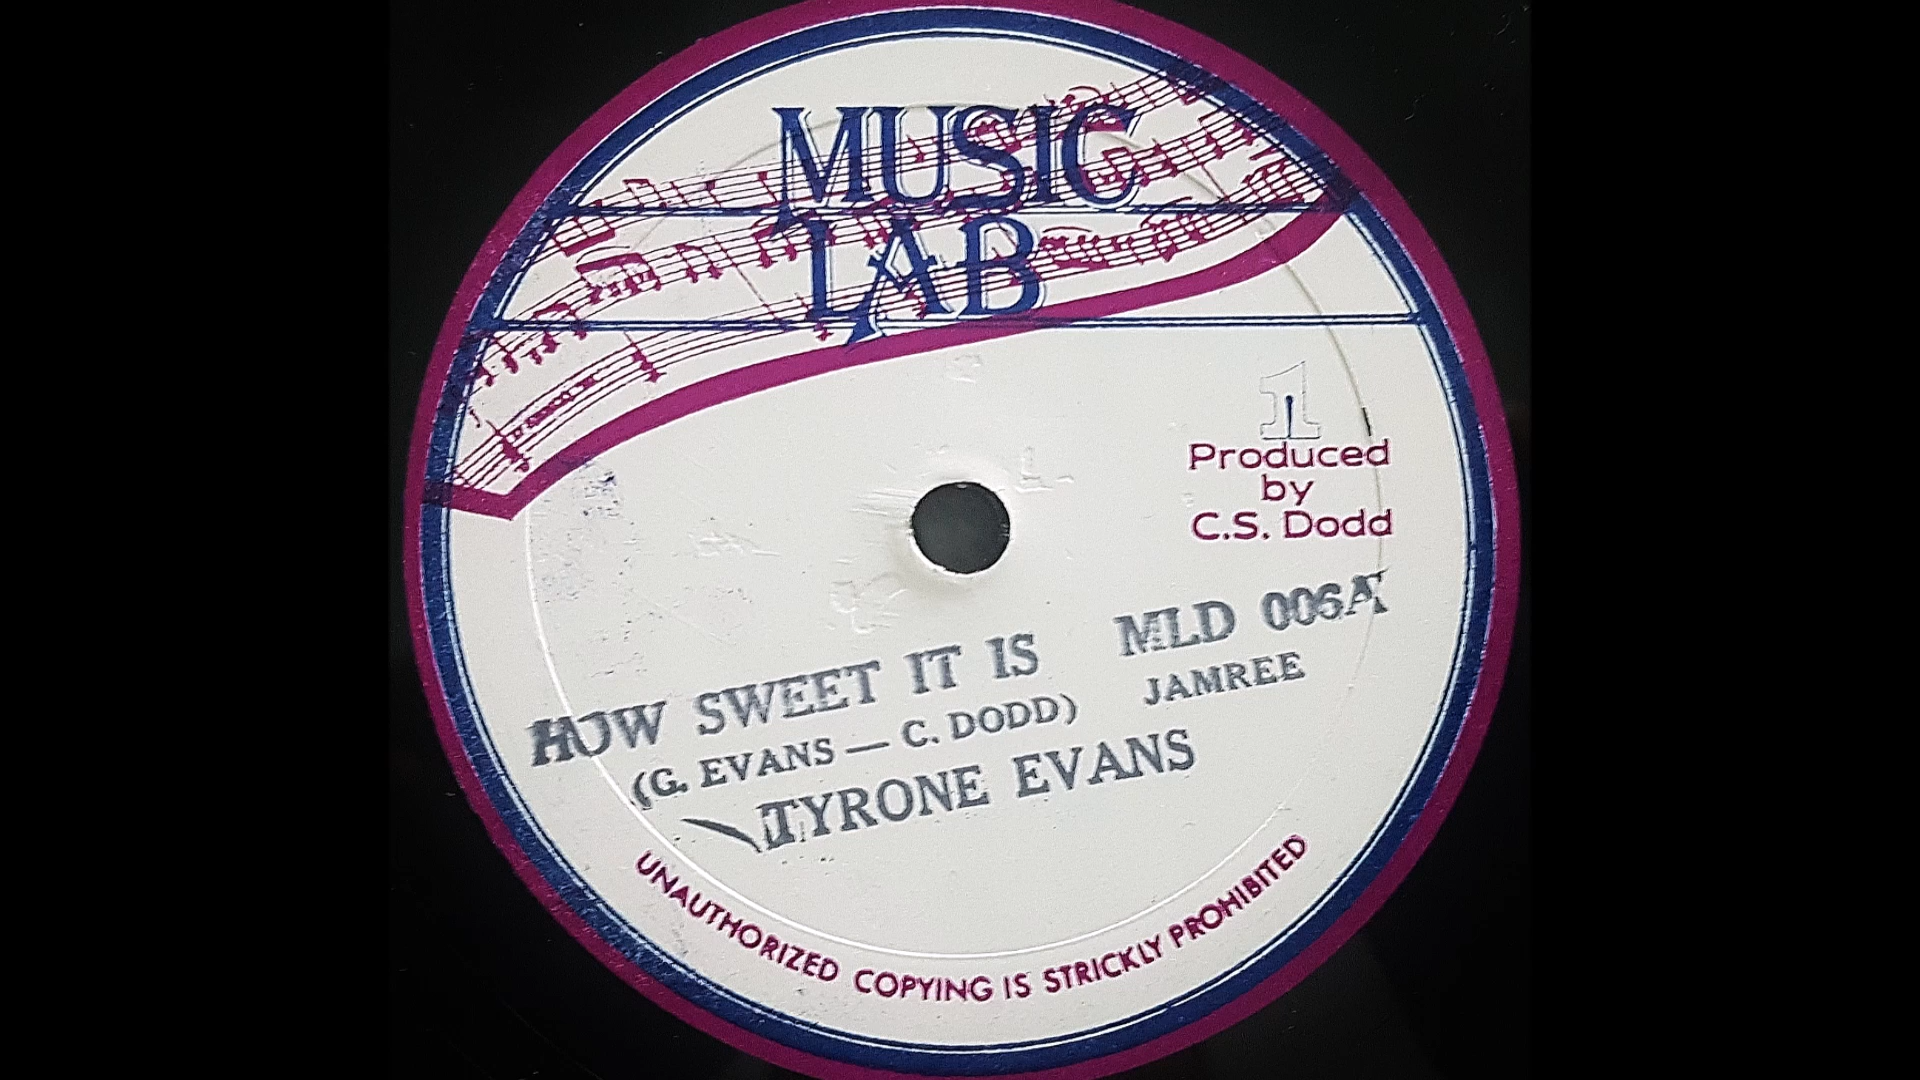 MUSIC
LAB
1
Produced
by
C.S. Dodd
HOW SWEET IT IS MLD 006A
(G. EVANS — C. DODD) JAMREE
TYRONE EVANS
UNAUTHORIZED COPYING IS STRICKLY PROHIBITED